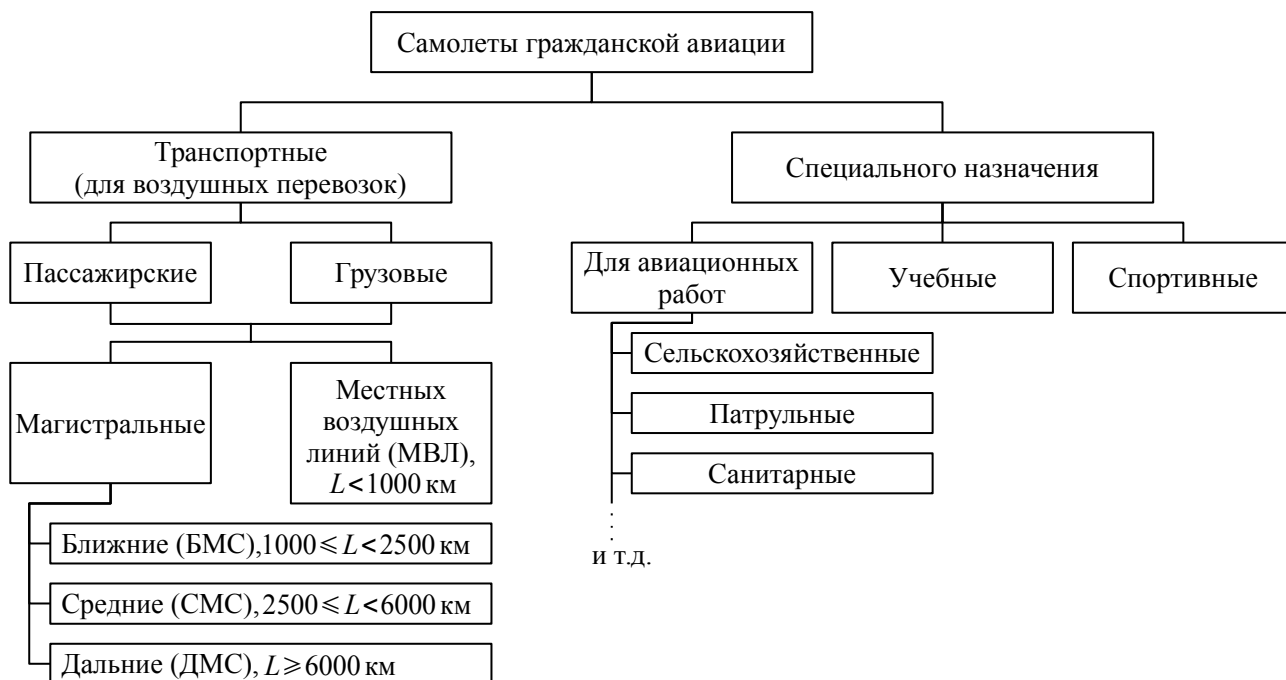 Самолеты гражданской авиации
Транспортные
(для воздушных перевозок)
Специального назначения
Пассажирские
Грузовые
Для авиационных
работ
Учебные
Спортивные
Магистральные
Местных
воздушных
линий (МВЛ),
L<1000 км
Сельскохозяйственные
Патрульные
Санитарные
и т.д.
Ближние (БМС),1000⩽L<2500 км
Средние (СМС),2500⩽L<6000 км
Дальние (ДМС), L⩾6000 км